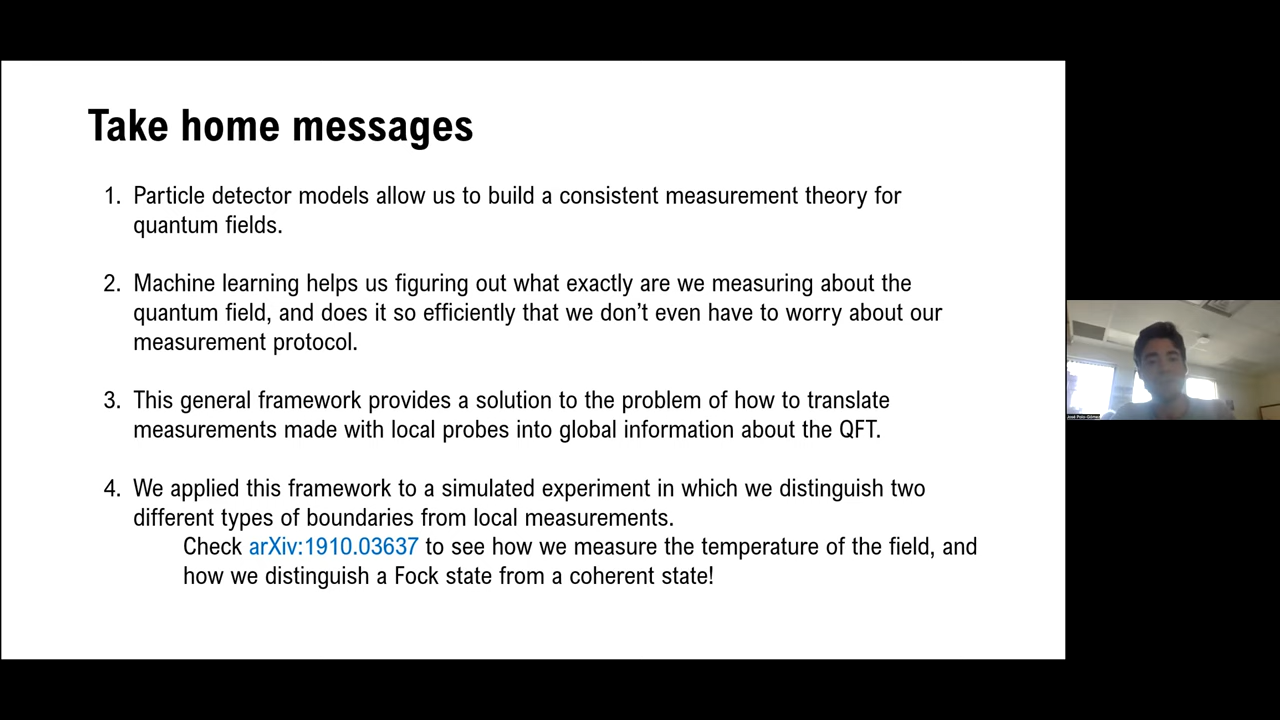 Take home messages
1. Particle detector models allow us to build a consistent measurement theory for
quantum fields.
2. Machine learning helps us figuring out what exactly are we measuring about the
quantum field, and does it so efficiently that we don’t even have to worry about our
measurement protocol.
3. This general framework provides a solution to the problem of how to translate
measurements made with local probes into global information about the QFT.
4. We applied this framework to a simulated experiment in which we distinguish two
different types of boundaries from local measurements.
Check arXiv:1910.03637 to see how we measure the temperature of the field, and
how we distinguish a Fock state from a coherent state!
José Polo-Gómez